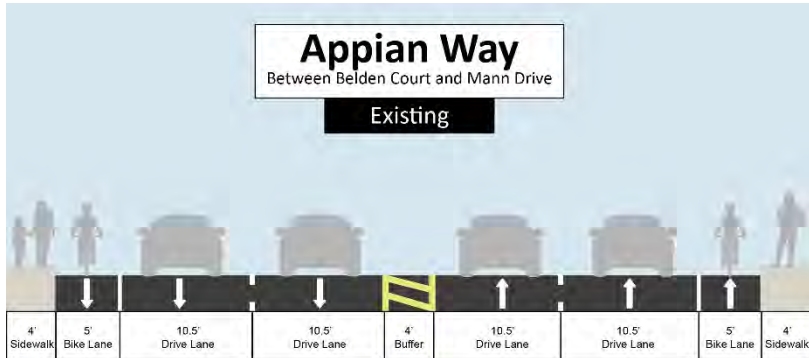 Appian Way
Between Belden Court and Mann Drive
Existing
4' 5' 10.5' 10.5' 4' 10.5' 10.5' 5' 4'
Sidewalk Bike Lane Drive Lane Drive Lane Buffer Drive Lane Drive Lane Bike Lane Sidewalk